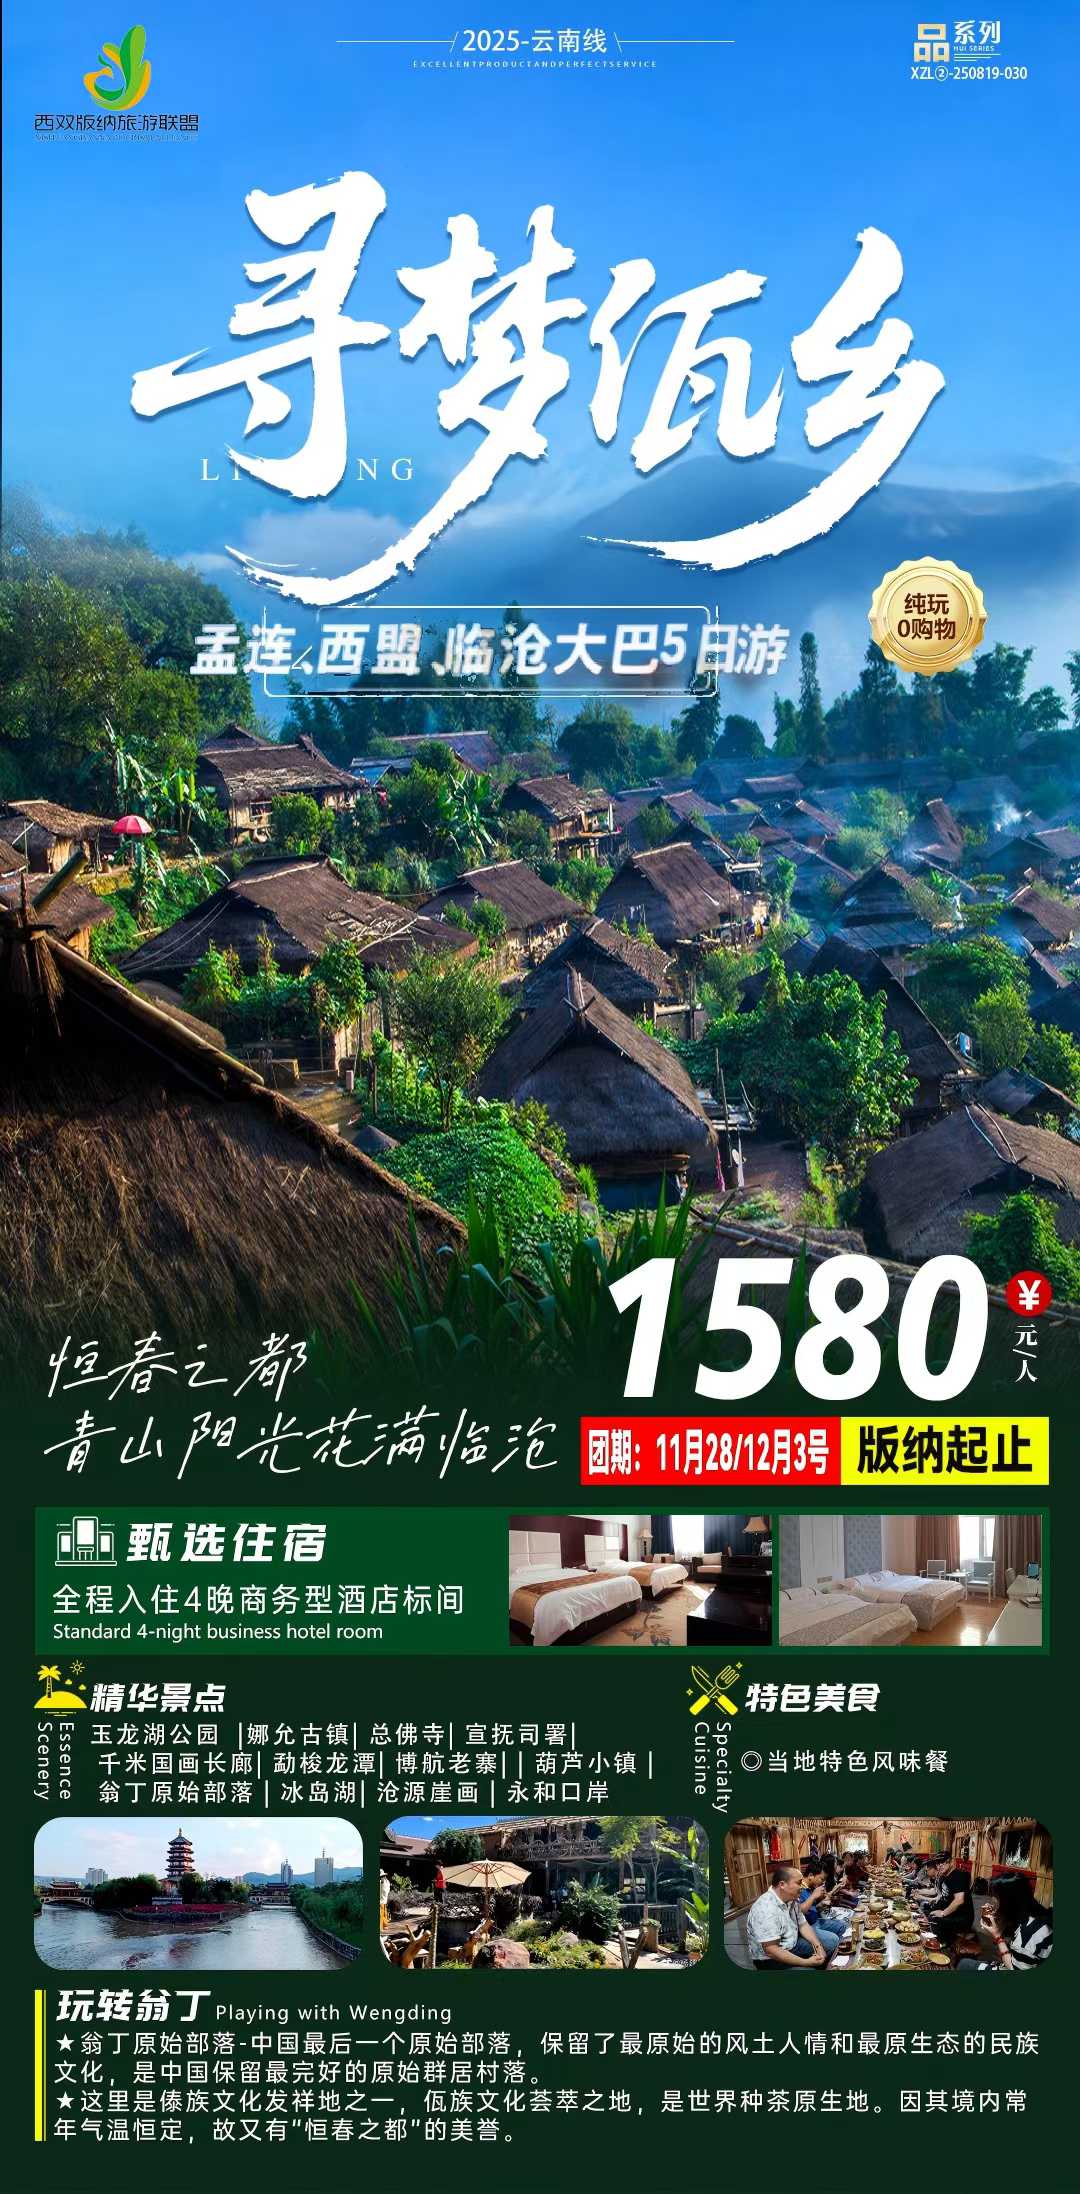 2025-云南线
EXCELLENTPRODUCTANDPERFECTSERVICE
品系列
HUI SERIES
XZL②-250819-030
西双版纳旅游联盟
寻梦佤乡
孟连、西盟、临沧大巴5日游
纯玩
0购物
1580
¥
元/人
恒春之都
青山阳光花满临沧
团期：11月28/12月3号
版纳起止
甄选住宿
全程入住4晚商务型酒店标间
Standard 4-night business hotel room
精华景点
Essence
Scenery
玉龙湖公园 |娜允古镇| 总佛寺| 宣抚司署|
千米国画长廊| 勐梭龙潭| 博航老寨| | 葫芦小镇 |
翁丁原始部落 | 冰岛湖| 沧源崖画 | 永和口岸
特色美食
Specialty
Cuisine
◎当地特色风味餐
玩转翁丁 Playing with Wengding
★翁丁原始部落-中国最后一个原始部落，保留了最原始的风土人情和最原生态的民族
文化，是中国保留最完好的原始群居村落。
★这里是傣族文化发祥地之一，佤族文化荟萃之地，是世界种茶原生地。因其境内常
年气温恒定，故又有"恒春之都"的美誉。